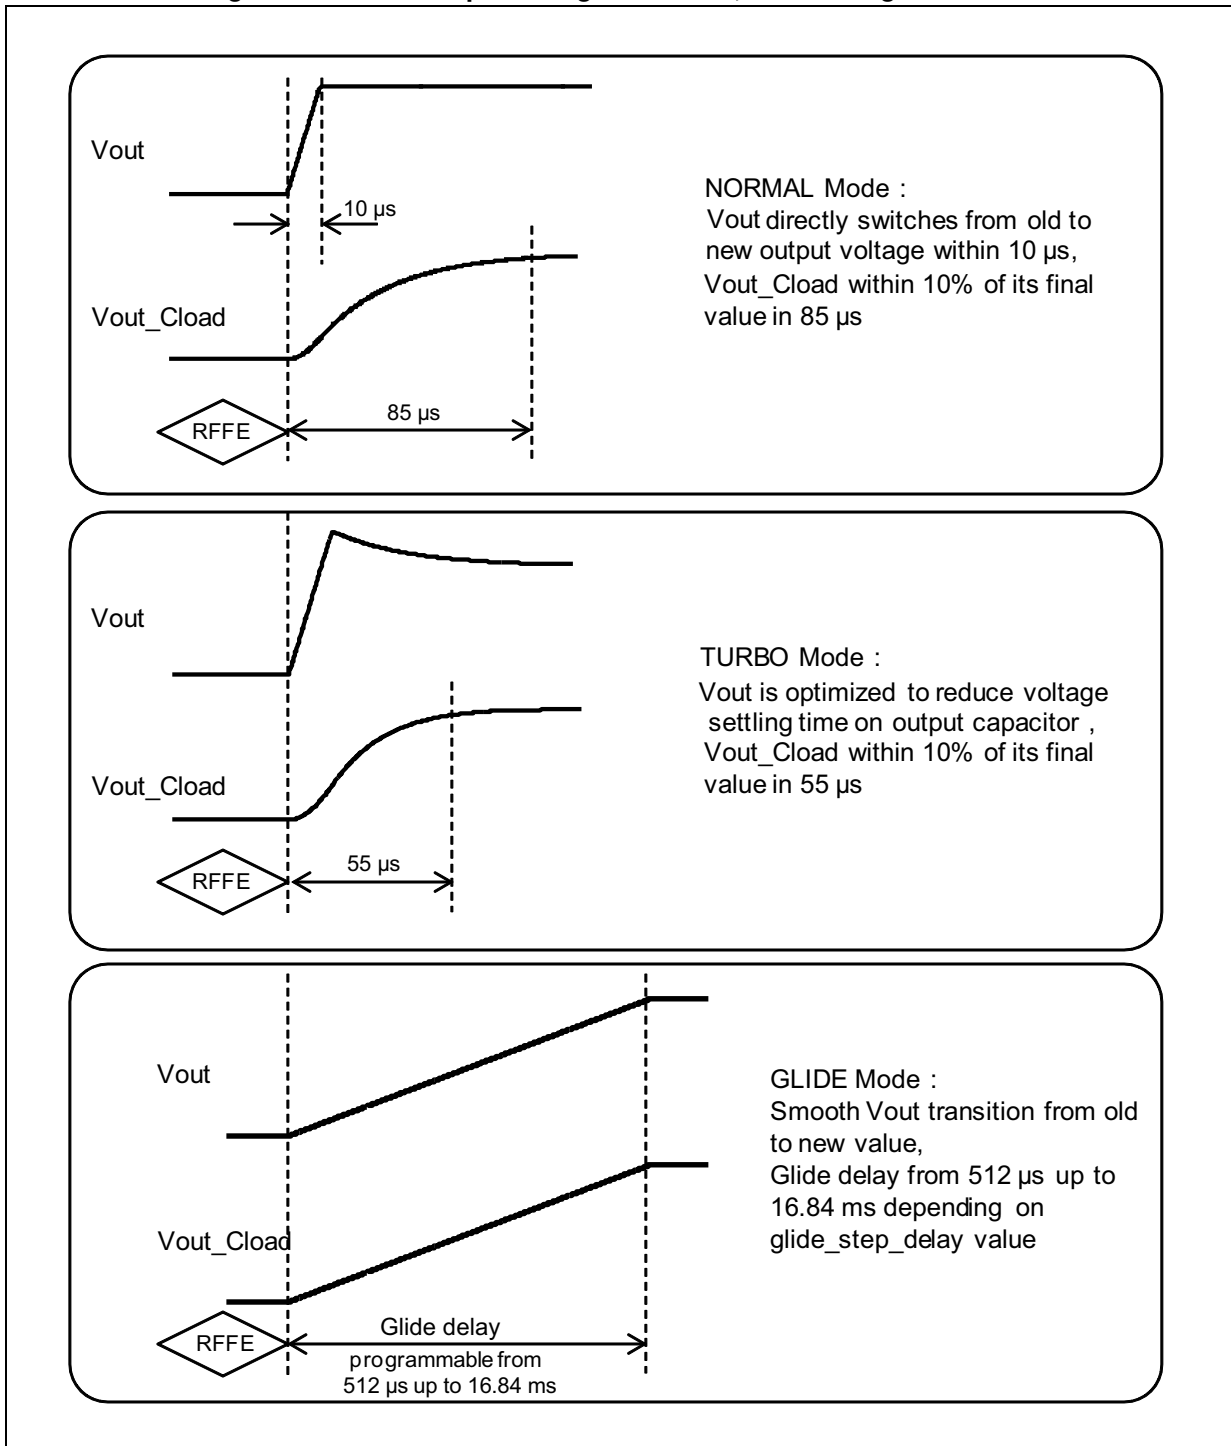 Vout
10 µs
Vout_Cload
RFFE
85 µs
NORMAL Mode :
Vout directly switches from old to
new output voltage within 10 µs,
Vout_Cload within 10% of its final
value in 85 µs
Vout
Vout_Cload
RFFE
55 µs
TURBO Mode :
Vout is optimized to reduce voltage
settling time on output capacitor ,
Vout_Cload within 10% of its final
value in 55 µs
Vout
Vout_Cload
RFFE
Glide delay
programmable from
512 µs up to 16.84 ms
GLIDE Mode :
Smooth Vout transition from old
to new value,
Glide delay from 512 µs up to
16.84 ms depending on
glide_step_delay value